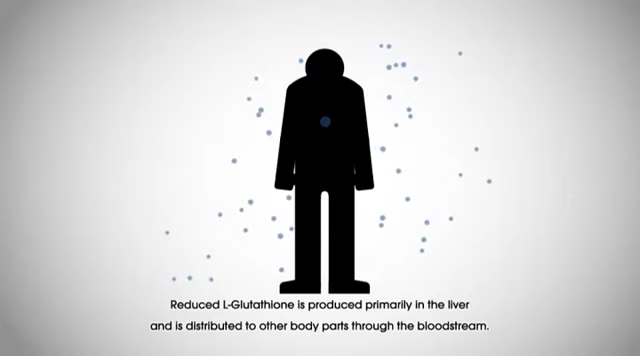 Reduced L-Glutathione is produced primarily in the liver
and is distributed to other body parts through the bloodstream.